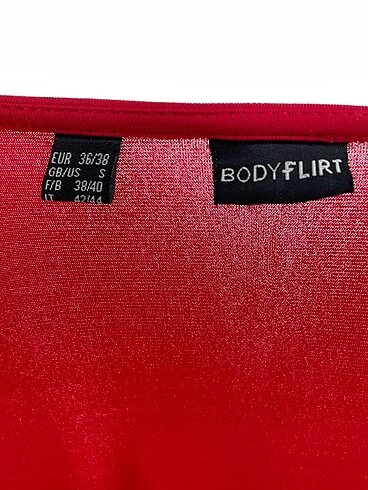 EUR 36/38
GB/US S
F/B 38/40
IT 42/44
BODYFLIRT